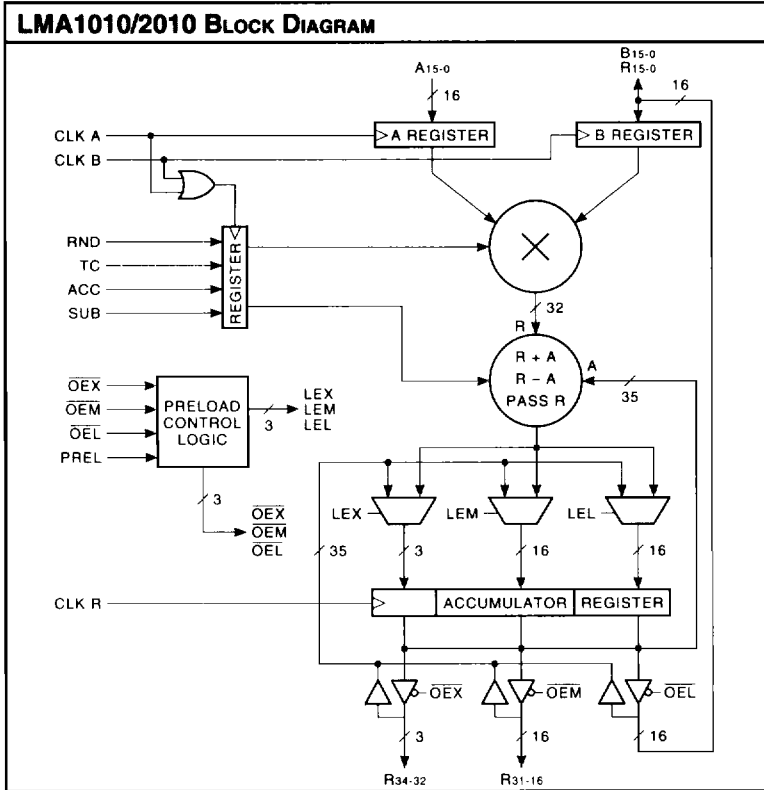 LMA1010/2010 BLOCK DIAGRAM
A15-0
B15-0
R15-0
16
16
CLK A
A REGISTER
B REGISTER
CLK B
RND
TC
ACC
SUB
REGISTER
32
R
R + A
R − A
PASS R
A
35
OEX
OEM
OEL
PREL
PRELOAD
CONTROL
LOGIC
3
LEX
LEM
LEL
3
OEX
OEM
OEL
LEX
LEM
LEL
35
3
16
16
CLK R
ACCUMULATOR
REGISTER
OEX
OEM
OEL
3
16
16
R34-32
R31-16